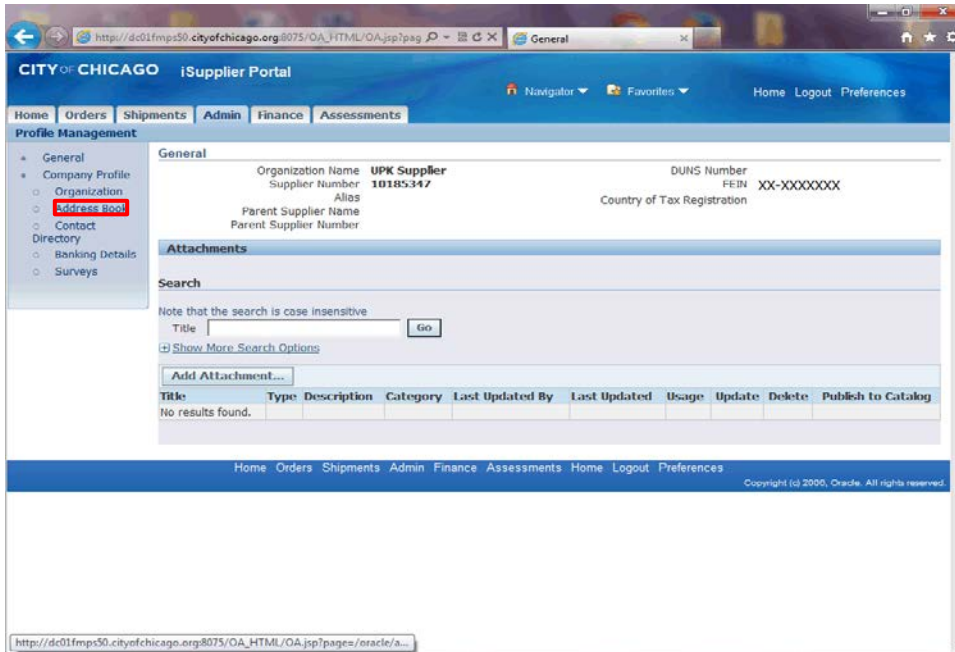 http://dc01fmps50.cityofchicago.org:8075/OA_HTML/OA.jsp?pag
General
CITY OF CHICAGO iSupplier Portal
Navigator Favorites Home Logout Preferences
Home Orders Shipments Admin Finance Assessments
Profile Management
General
Company Profile
Organization
Address Book
Contact
Directory
Banking Details
Surveys
General
Organization Name UPK Supplier
Supplier Number 10185347
Alias
Parent Supplier Name
Parent Supplier Number
DUNS Number
FEIN XX-XXXXXXX
Country of Tax Registration
Attachments
Search
Note that the search is case insensitive
Title Go
Show More Search Options
Add Attachment...
Title Type Description Category Last Updated By Last Updated Usage Update Delete Publish to Catalog
No results found.
Home Orders Shipments Admin Finance Assessments Home Logout Preferences
Copyright (c) 2006, Oracle. All rights reserved.
http://dc01fmps50.cityofchicago.org:8075/OA_HTML/OA.jsp?page=/oracle/a...